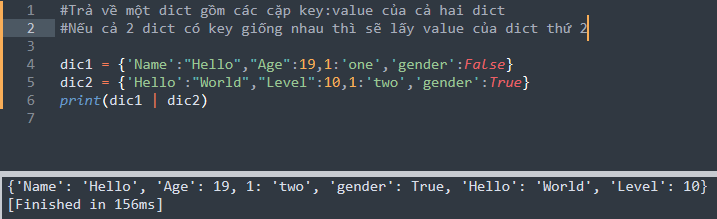 1 #Trả về một dict gồm các cặp key:value của cả hai dict
2 #Nếu cả 2 dict có key giống nhau thì sẽ lấy value của dict thứ 2
3
4 dic1 = {'Name':"Hello","Age":19,1:'one','gender':False}
5 dic2 = {'Hello':"World","Level":10,1:'two','gender':True}
6 print(dic1 | dic2)
7
{'Name': 'Hello', 'Age': 19, 1: 'two', 'gender': True, 'Hello': 'World', 'Level': 10}
[Finished in 156ms]